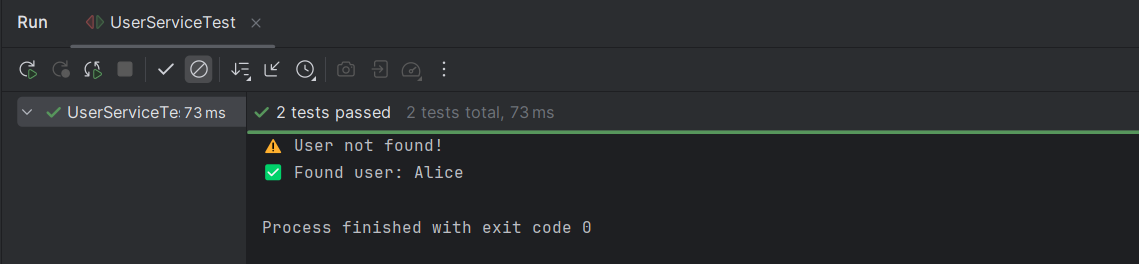 Run UserServiceTest
UserServiceTe: 73 ms
2 tests passed 2 tests total, 73 ms
⚠️ User not found!
✅ Found user: Alice
Process finished with exit code 0